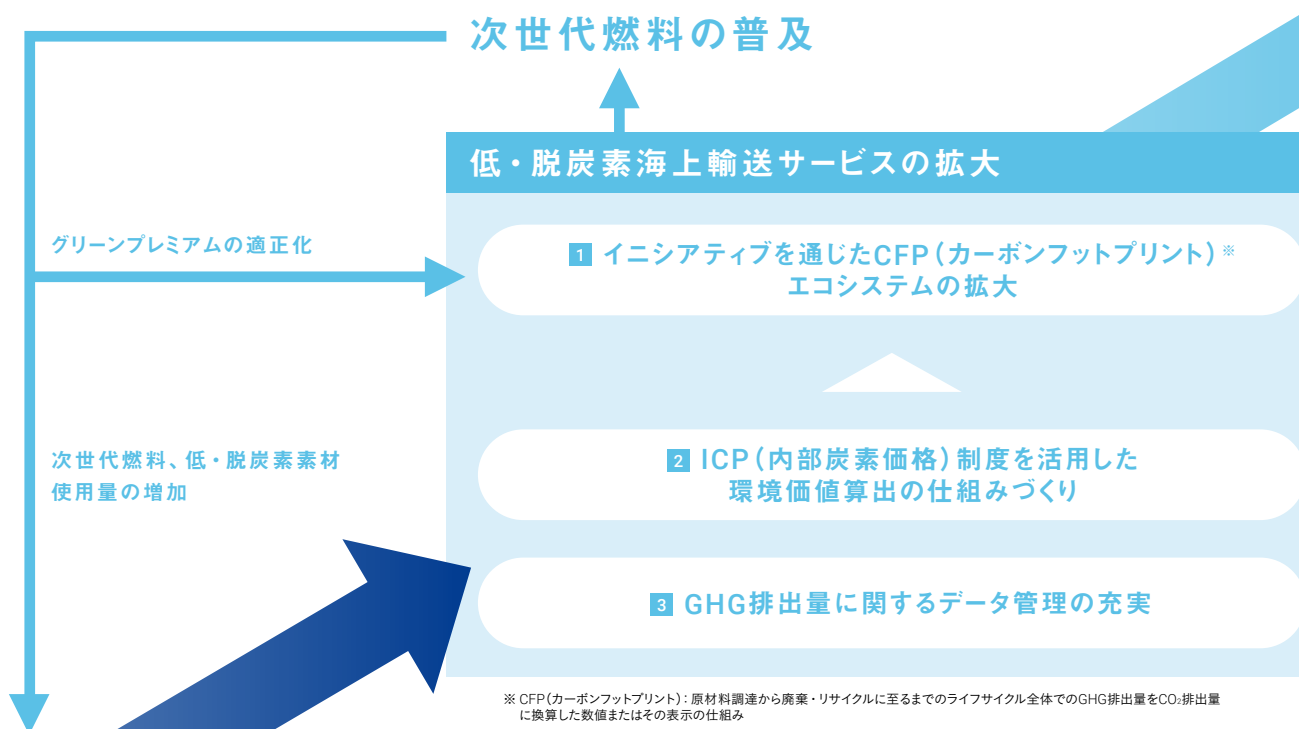 次世代燃料の普及
低・脱炭素海上輸送サービスの拡大
グリーンプレミアムの適正化
1 イニシアティブを通じたCFP（カーボンフットプリント）※
エコシステムの拡大
次世代燃料、低・脱炭素素材
使用量の増加
2 ICP（内部炭素価格）制度を活用した
環境価値算出の仕組みづくり
3 GHG排出量に関するデータ管理の充実
※ CFP（カーボンフットプリント）：原材料調達から廃棄・リサイクルに至るまでのライフサイクル全体でのGHG排出量をCO₂排出量
に換算した数値またはその表示の仕組み